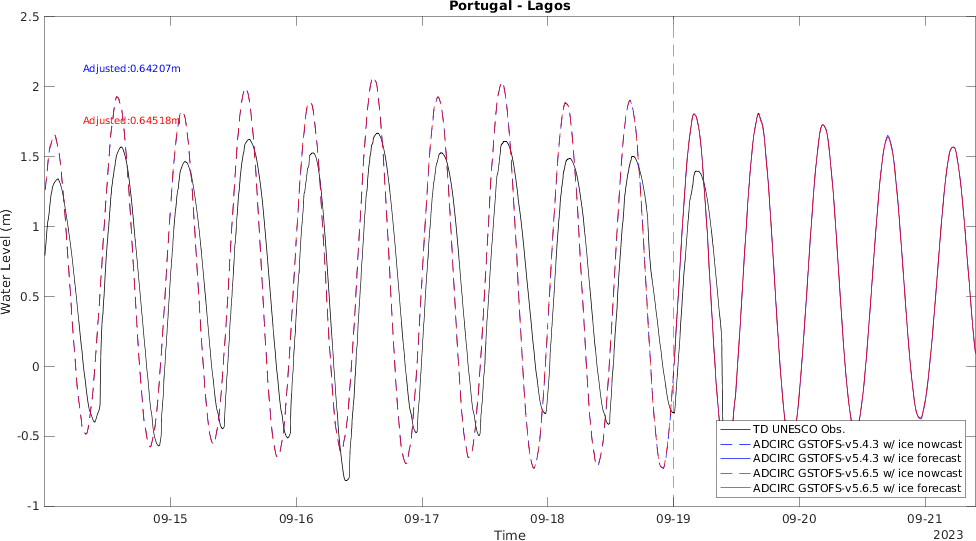 Portugal - Lagos
2.5
2
1.5
1
0.5
0
-0.5
-1
Water Level (m)
Adjusted:0.64207m
Adjusted:0.64518m
TD UNESCO Obs.
ADCIRC GSTOFS-v5.4.3 w/ ice nowcast
ADCIRC GSTOFS-v5.4.3 w/ ice forecast
ADCIRC GSTOFS-v5.6.5 w/ ice nowcast
ADCIRC GSTOFS-v5.6.5 w/ ice forecast
09-15 09-16 09-17 09-18 09-19 09-20 09-21
Time
2023